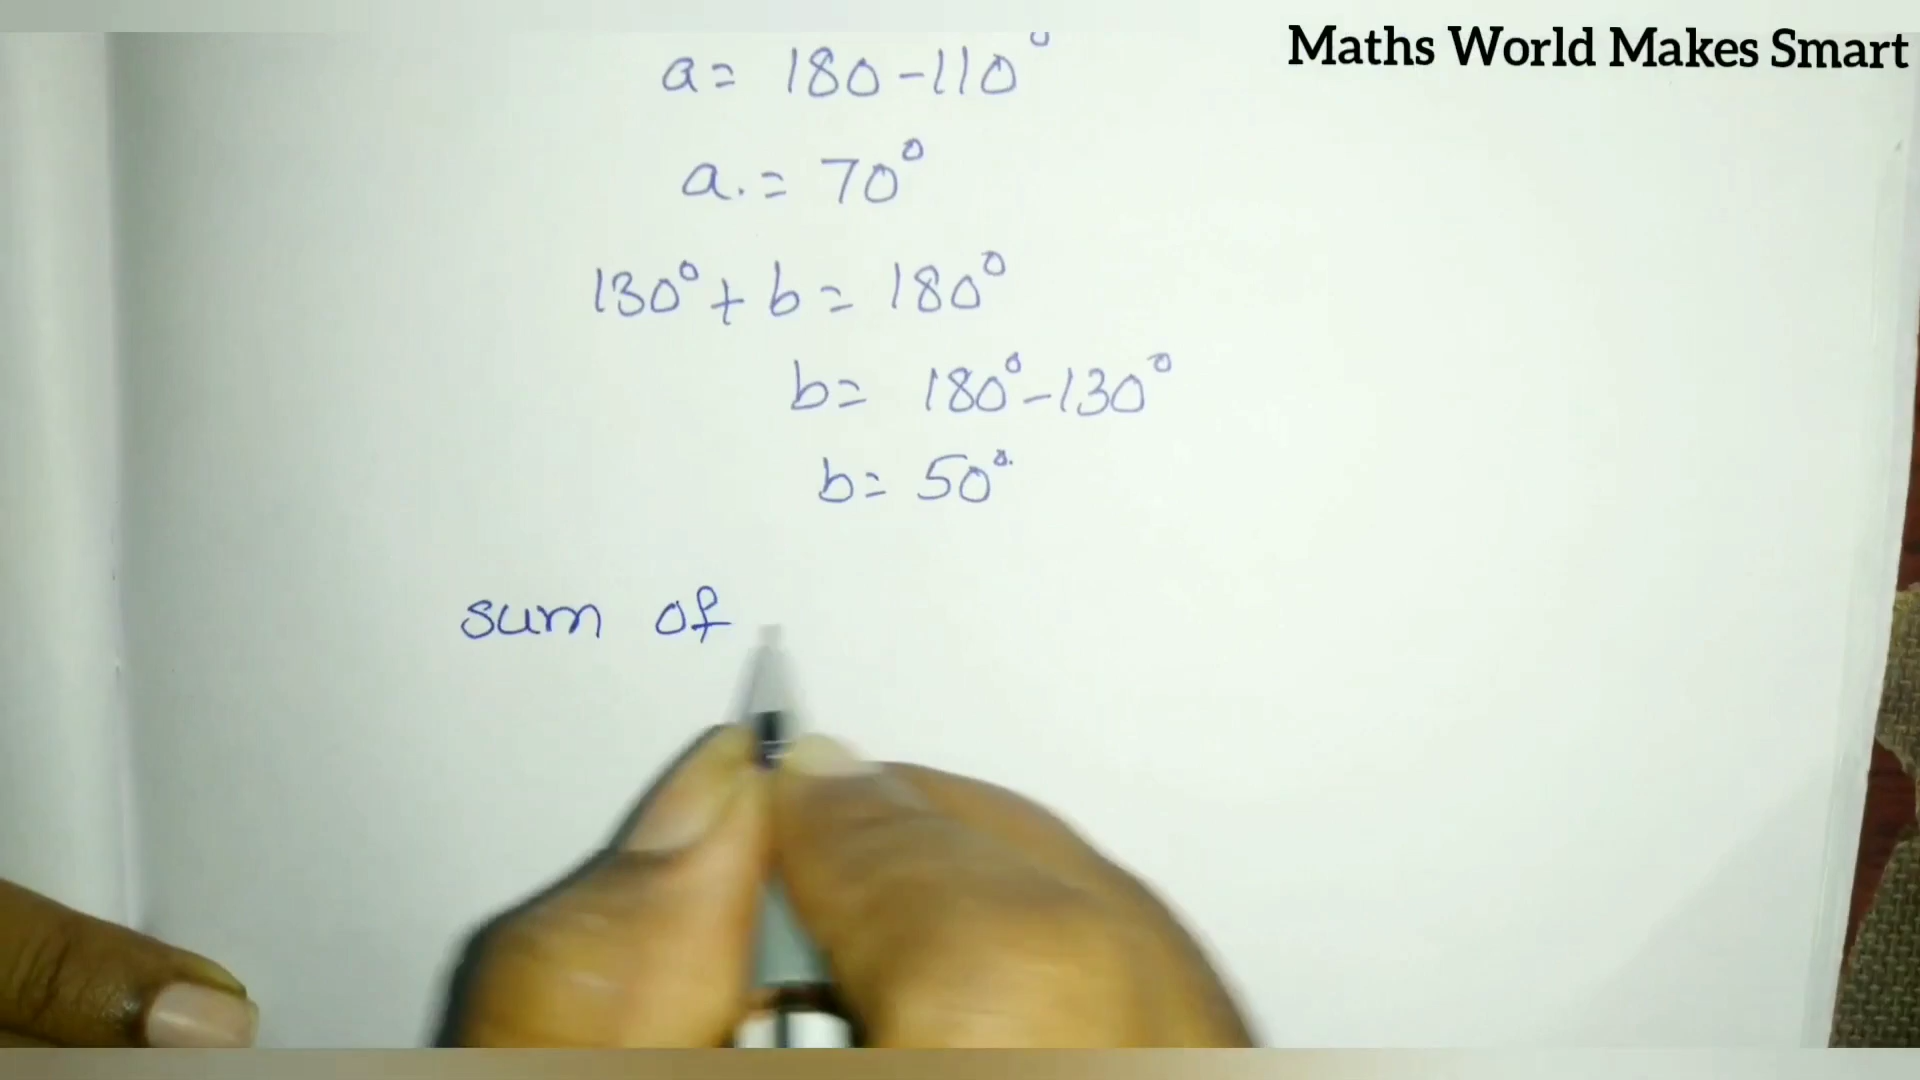 Maths World Makes Smart
a = 180 - 110°
a. = 70°
130° + b = 180°
b = 180° - 130°
b = 50°.
sum of